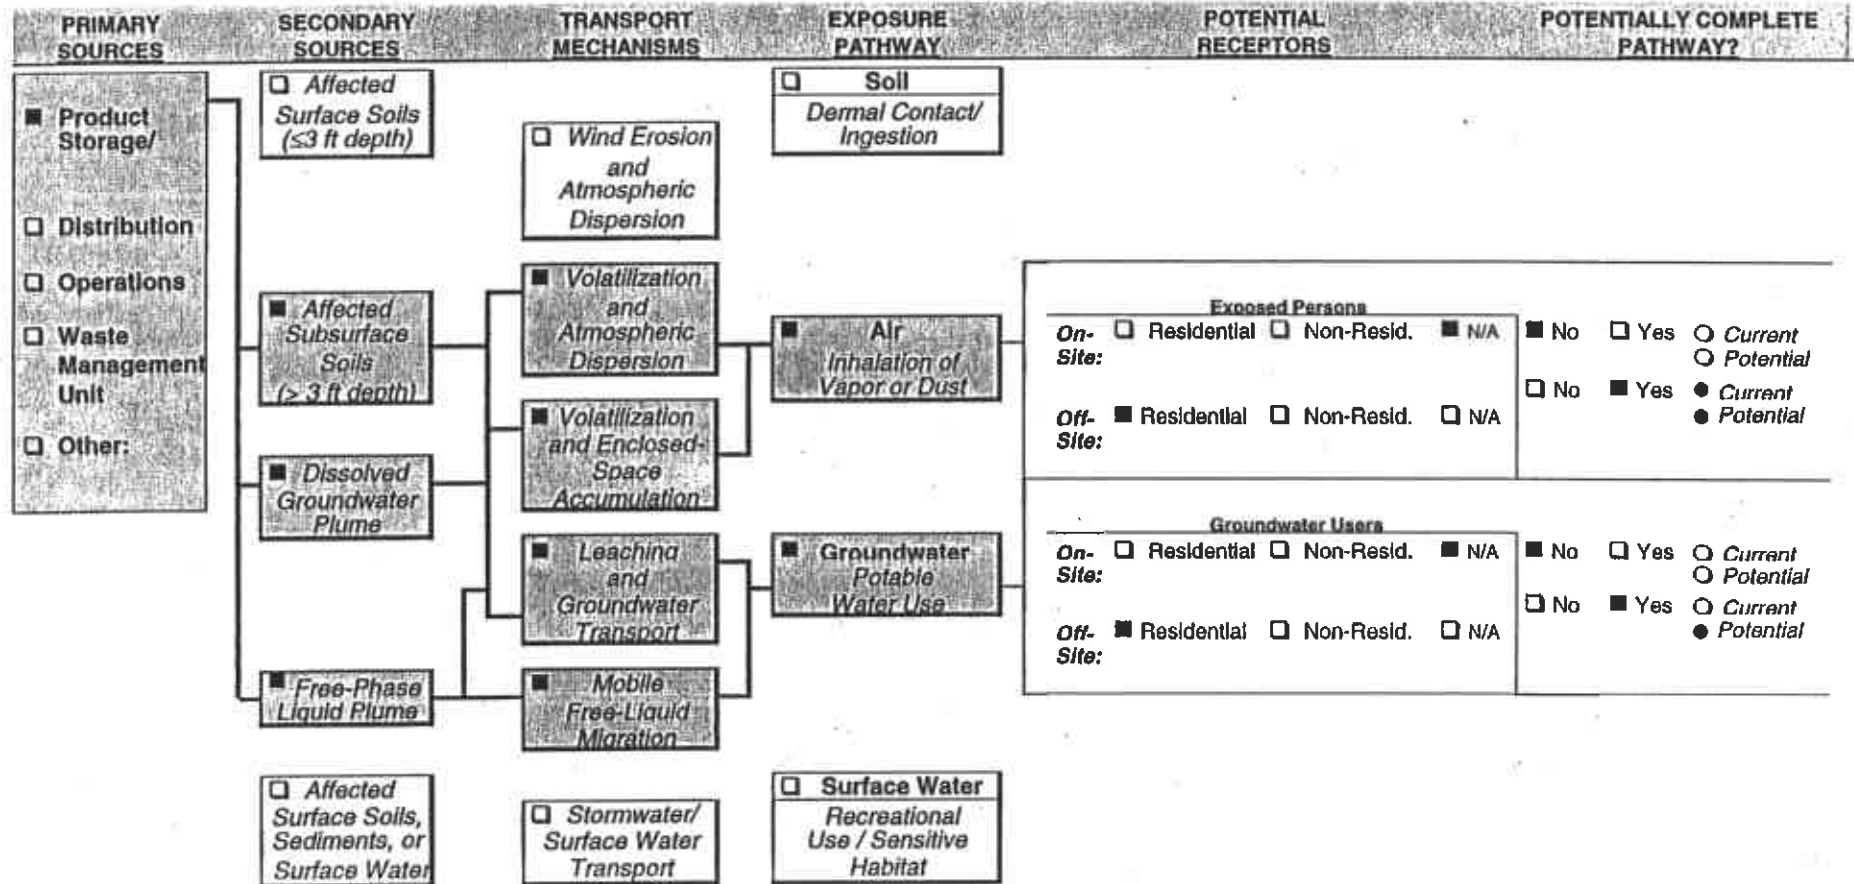 PRIMARY
SOURCES
SECONDARY
SOURCES
TRANSPORT
MECHANISMS
EXPOSURE
PATHWAY
POTENTIAL
RECEPTORS
POTENTIALLY COMPLETE
PATHWAY?
■ Product
Storage/
☐ Distribution
☐ Operations
☐ Waste
Management
Unit
☐ Other:
☐ Affected
Surface Soils
(≤3 ft depth)
■ Affected
Subsurface
Soils
(> 3 ft depth)
■ Dissolved
Groundwater
Plume
■ Free-Phase
Liquid Plume
☐ Affected
Surface Soils,
Sediments, or
Surface Water
☐ Wind Erosion
and
Atmospheric
Dispersion
■ Volatilization
and
Atmospheric
Dispersion
■ Volatilization
and Enclosed-
Space
Accumulation
■ Leaching
and
Groundwater
Transport
■ Mobile
Free-Liquid
Migration
☐ Stormwater/
Surface Water
Transport
☐ Soil
Dermal Contact/
Ingestion
■ Air
Inhalation of
Vapor or Dust
■ Groundwater
Potable
Water Use
☐ Surface Water
Recreational
Use / Sensitive
Habitat
Exposed Persons
On-
Site:
☐ Residential ☐ Non-Resid. ■ N/A
■ No ☐ Yes ○ Current
○ Potential
Off-
Site:
■ Residential ☐ Non-Resid. ☐ N/A
☐ No ■ Yes ● Current
● Potential
Groundwater Users
On-
Site:
☐ Residential ☐ Non-Resid. ■ N/A
■ No ☐ Yes ○ Current
○ Potential
Off-
Site:
■ Residential ☐ Non-Resid. ☐ N/A
☐ No ■ Yes ○ Current
● Potential